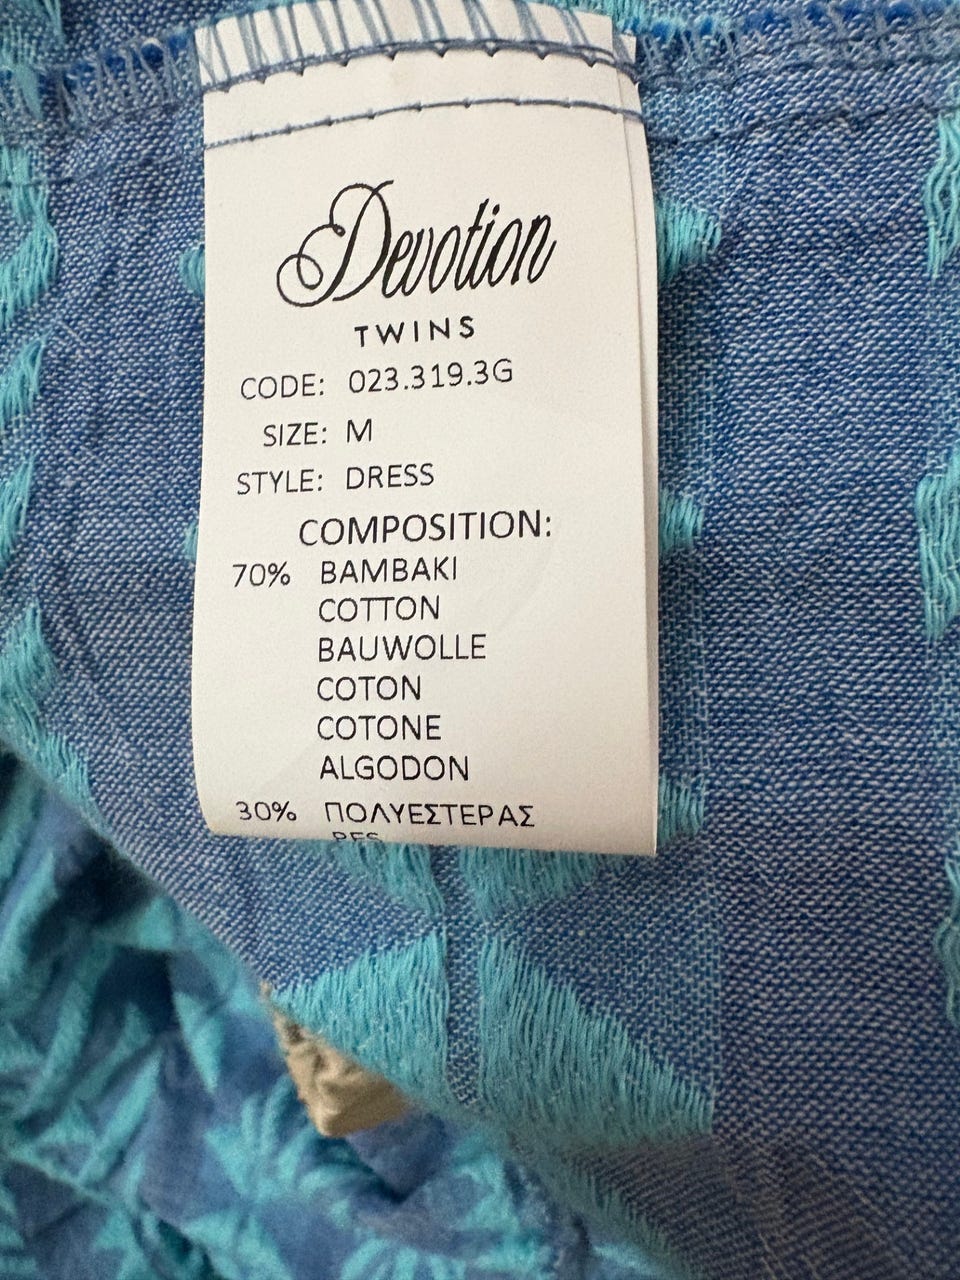 Devotion
TWINS
CODE: 023.319.3G
SIZE: M
STYLE: DRESS
COMPOSITION:
70% BAMBAKI
COTTON
BAUWOLLE
COTON
COTONE
ALGODON
30% ΠΟΛΥΕΣΤΕΡΑΣ